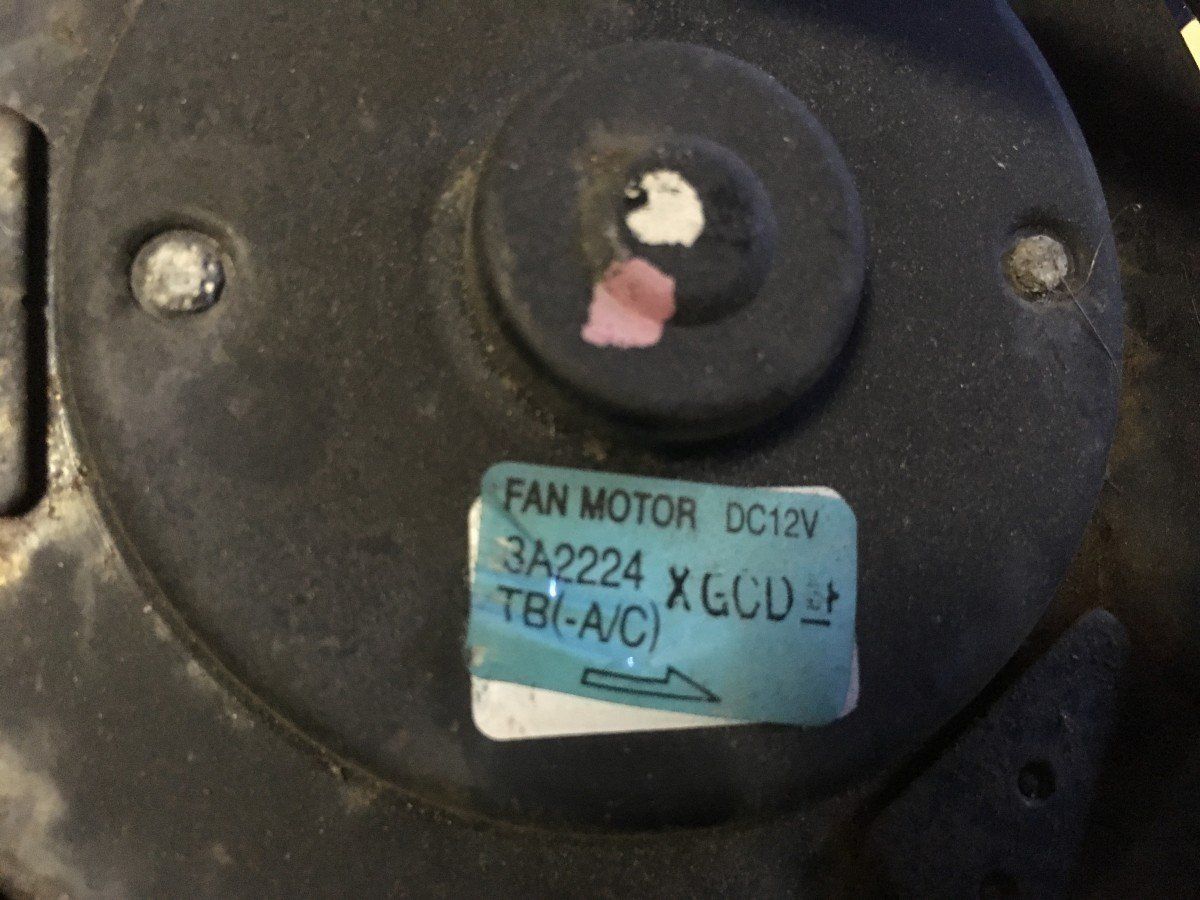 FAN MOTOR DC12V
3A2224 XGCD
TB(-A/C)